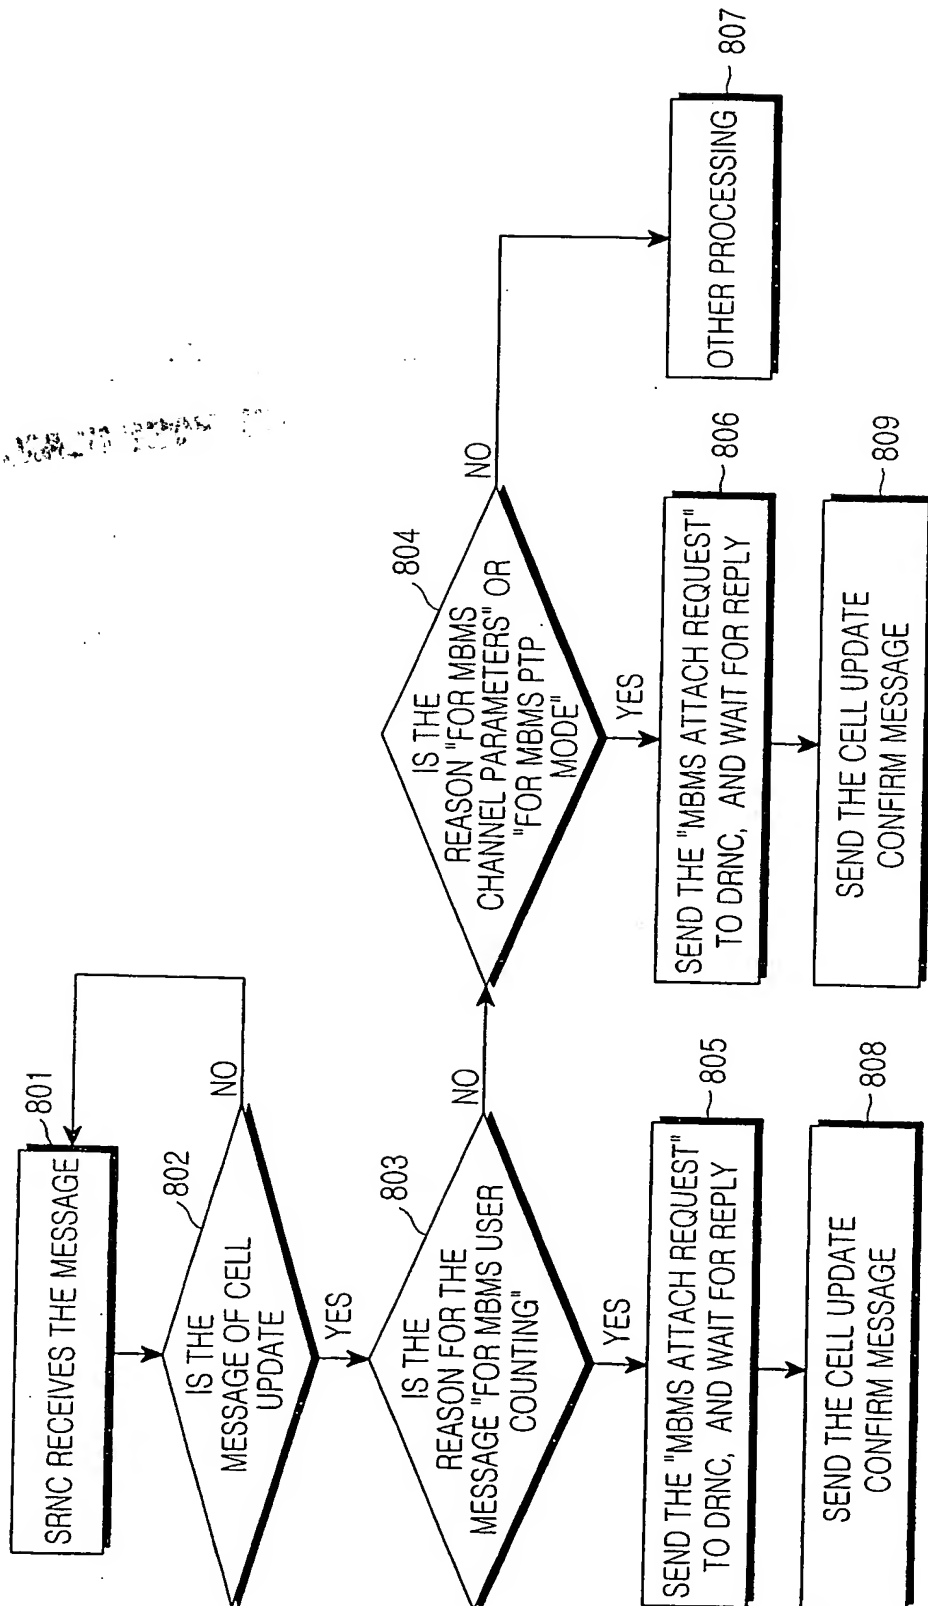 801
SRNC RECEIVES THE MESSAGE
802
IS THE
MESSAGE OF CELL
UPDATE
NO
YES
803
IS THE
REASON FOR THE
MESSAGE "FOR MBMS USER
COUNTING"
NO
YES
804
IS THE
REASON "FOR MBMS
CHANNEL PARAMETERS" OR
"FOR MBMS PTP
MODE"
NO
YES
805
SEND THE "MBMS ATTACH REQUEST"
TO DRNC, AND WAIT FOR REPLY
806
SEND THE "MBMS ATTACH REQUEST"
TO DRNC, AND WAIT FOR REPLY
807
OTHER PROCESSING
808
SEND THE CELL UPDATE
CONFIRM MESSAGE
809
SEND THE CELL UPDATE
CONFIRM MESSAGE